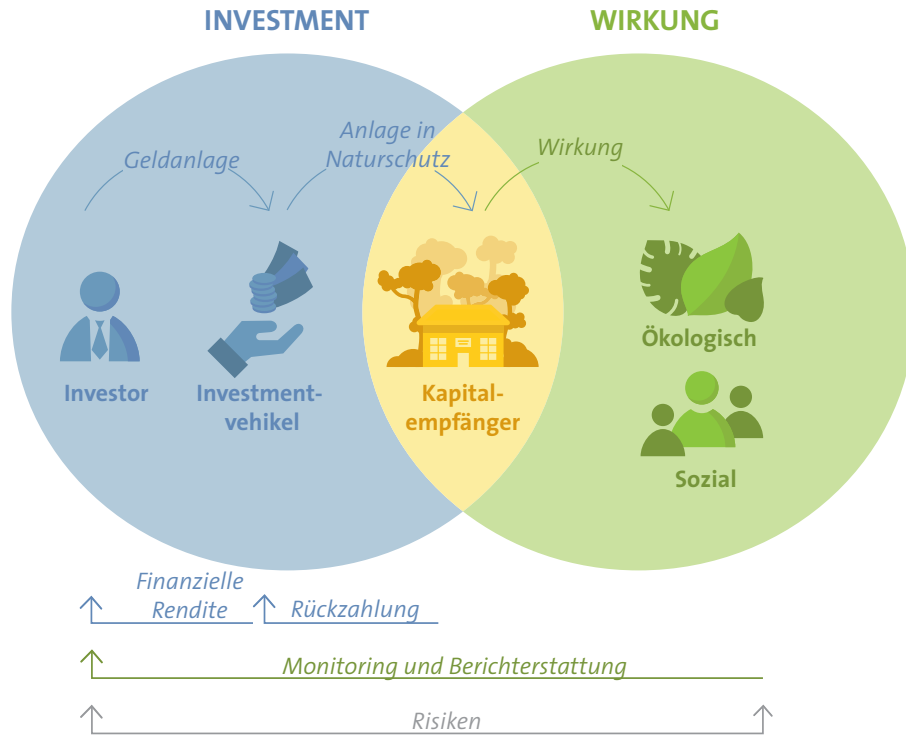 INVESTMENT
WIRKUNG
Geldanlage
Anlage in
Naturschutz
Wirkung
Investor
Investment-
vehikel
Kapital-
empfänger
Ökologisch
Sozial
Finanzielle
Rendite
Rückzahlung
Monitoring und Berichterstattung
Risiken